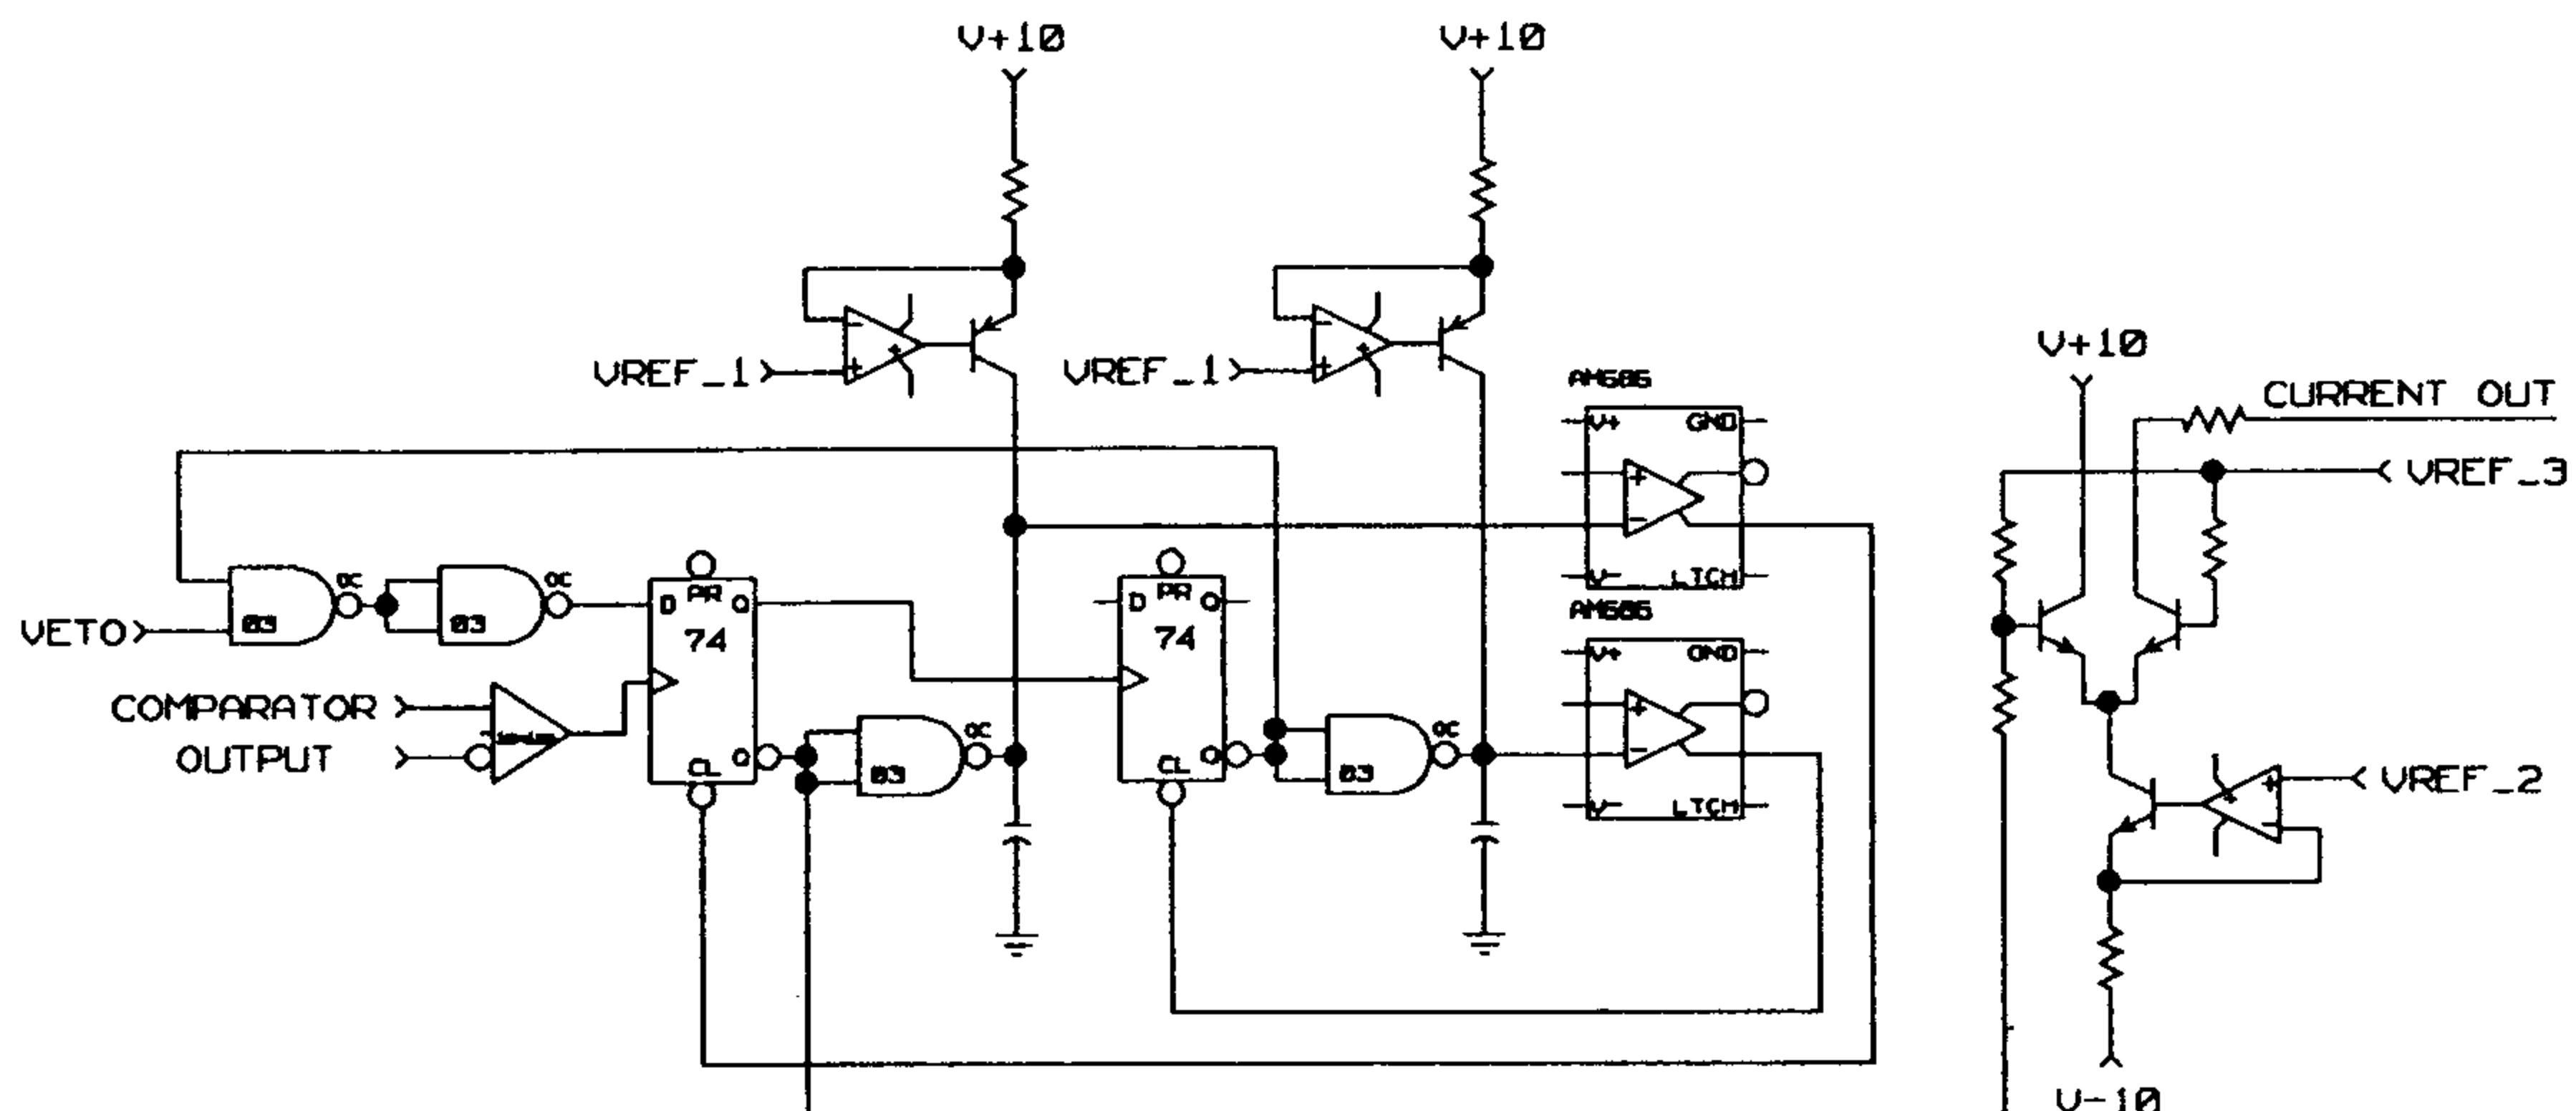 V+10
V+10
VREF_1
VREF_1
V+10
CURRENT OUT
VREF_3
AM686
V+
GND
+
-
V-
LTCH
AM686
V+
GND
+
-
V-
LTCH
OC
03
OC
03
VETO
D
PR
Q
74
CL
Q
D
PR
Q
74
CL
Q
COMPARATOR
OUTPUT
OC
03
OC
03
VREF_2
V-10